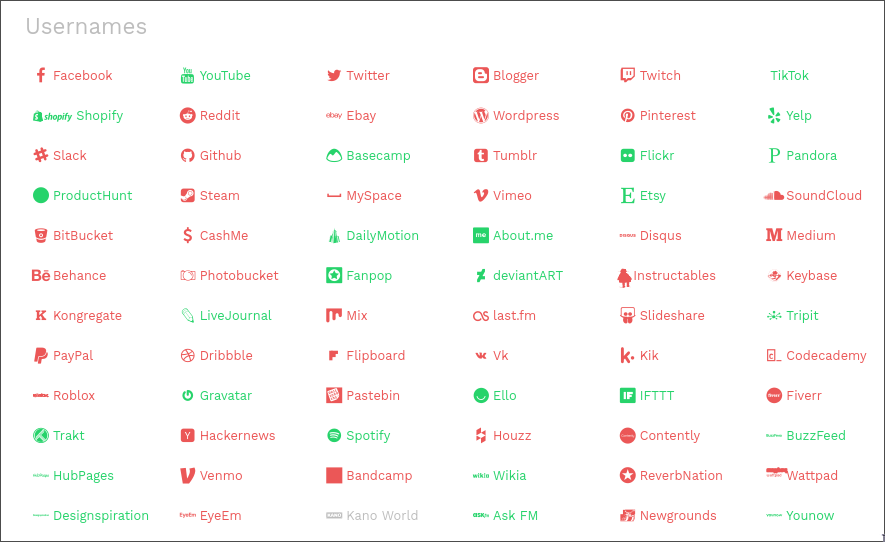 Usernames
Facebook YouTube Twitter Blogger Twitch TikTok
shopify Shopify Reddit ebay Ebay Wordpress Pinterest Yelp
Slack Github Basecamp Tumblr Flickr Pandora
ProductHunt Steam MySpace Vimeo Etsy SoundCloud
BitBucket CashMe DailyMotion me About.me DISQUS Disqus Medium
Behance Photobucket Fanpop deviantART Instructables Keybase
Kongregate LiveJournal Mix last.fm Slideshare Tripit
PayPal Dribbble Flipboard Vk Kik Codecademy
Roblox Gravatar Pastebin Ello IF IFTTT Fiverr
Trakt Hackernews Spotify Houzz Contently BuzzFeed
HubPages Venmo Bandcamp wikia Wikia ReverbNation Wattpad
Designspiration EyeEm EyeEm Kano World Ask FM Newgrounds Younow